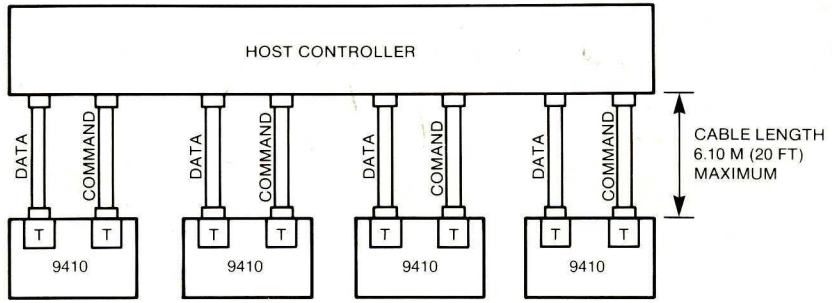 HOST CONTROLLER
DATA
COMMAND
DATA
COMMAND
DATA
COMAND
DATA
COMMAND
CABLE LENGTH
6.10 M (20 FT)
MAXIMUM
T T T T T T T T
9410 9410 9410 9410